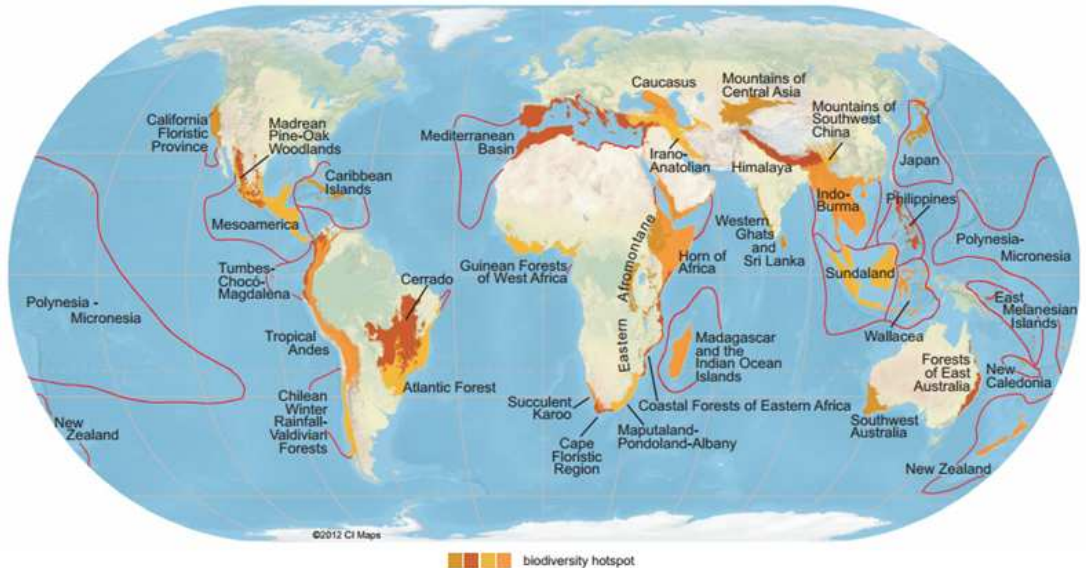 California
Floristic
Province
Madrean
Pine-Oak
Woodlands
Caribbean
Islands
Mesoamerica
Tumbes-
Chocó-
Magdalena
Polynesia -
Micronesia
New
Zealand
Tropical
Andes
Cerrado
Atlantic Forest
Chilean
Winter
Rainfall-
Valdivian
Forests
Mediterranean
Basin
Caucasus
Irano-
Anatolian
Mountains of
Central Asia
Mountains of
Southwest
China
Himalaya
Japan
Indo-
Burma
Philippines
Western
Ghats
and
Sri Lanka
Guinean Forests
of West Africa
Eastern Afromontane
Horn of
Africa
Sundaland
Wallacea
Polynesia-
Micronesia
East
Melanesian
Islands
Madagascar
and the
Indian Ocean
Islands
Succulent
Karoo
Cape
Floristic
Region
Coastal Forests of Eastern Africa
Maputaland-
Pondoland-Albany
Forests
of East
Australia
New
Caledonia
Southwest
Australia
New Zealand
©2012 CI Maps
biodiversity hotspot